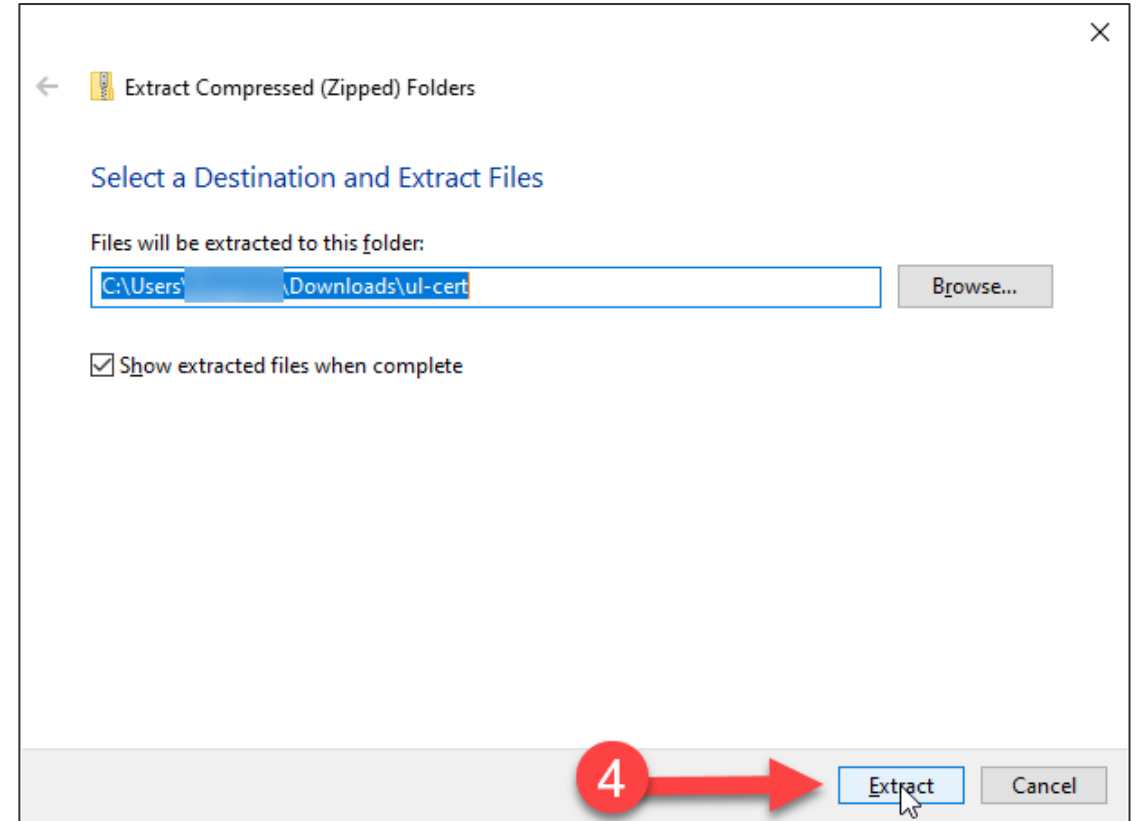 Extract Compressed (Zipped) Folders
Select a Destination and Extract Files
Files will be extracted to this folder:
C:\Users\ \Downloads\ul-cert
Browse...
Show extracted files when complete
4
Extract
Cancel